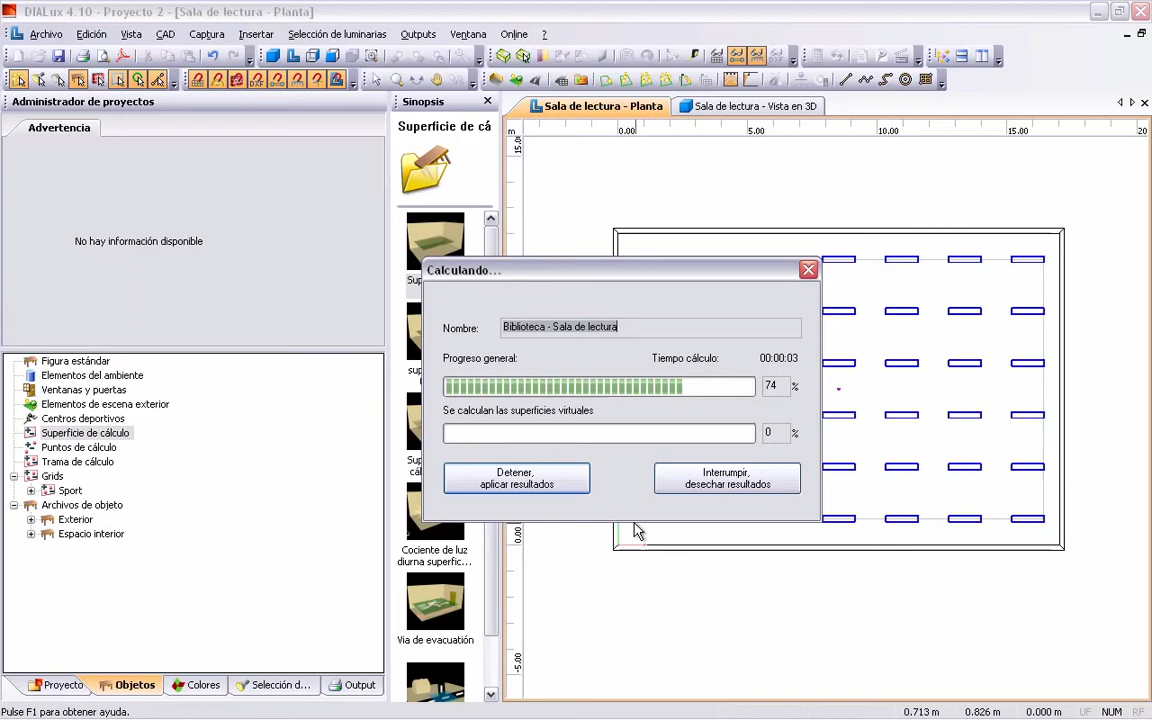 DIALux 4.10 - Proyecto 2 - [Sala de lectura - Planta]
Archivo Edición Vista CAD Captura Insertar Selección de luminarias Outputs Ventana Online ?
Administrador de proyectos
Advertencia
No hay información disponible
Figura estándar
Elementos del ambiente
Ventanas y puertas
Elementos de escena exterior
Centros deportivos
Superficie de cálculo
Puntos de cálculo
Trama de cálculo
Grids
Sport
Archivos de objeto
Exterior
Espacio interior
Proyecto Objetos Colores Selección d... Output
Sinopsis
Superficie de cá
Cociente de luz
diurna superfic...
Via de evacuatión
Sala de lectura - Planta Sala de lectura - Vista en 3D
m 0.00 5.00 10.00 15.00 20
0.00
-5.00
Calculando...
Nombre: Biblioteca - Sala de lectura
Progreso general: Tiempo cálculo: 00:00:03
74 %
Se calculan las superficies virtuales
0 %
Detener,
aplicar resultados
Interrumpir,
desechar resultados
Pulse F1 para obtener ayuda. 0.713 m 0.826 m 0.000 m UF NUM RF